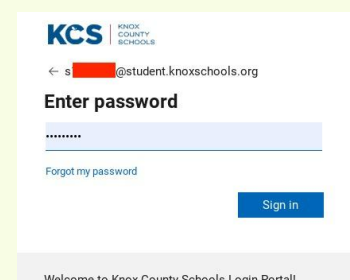 KCS KNOX
COUNTY
SCHOOLS
← s @student.knoxschools.org
Enter password
•••••••••
Forgot my password
Sign in
Welcome to Knox County Schools Login Portal!